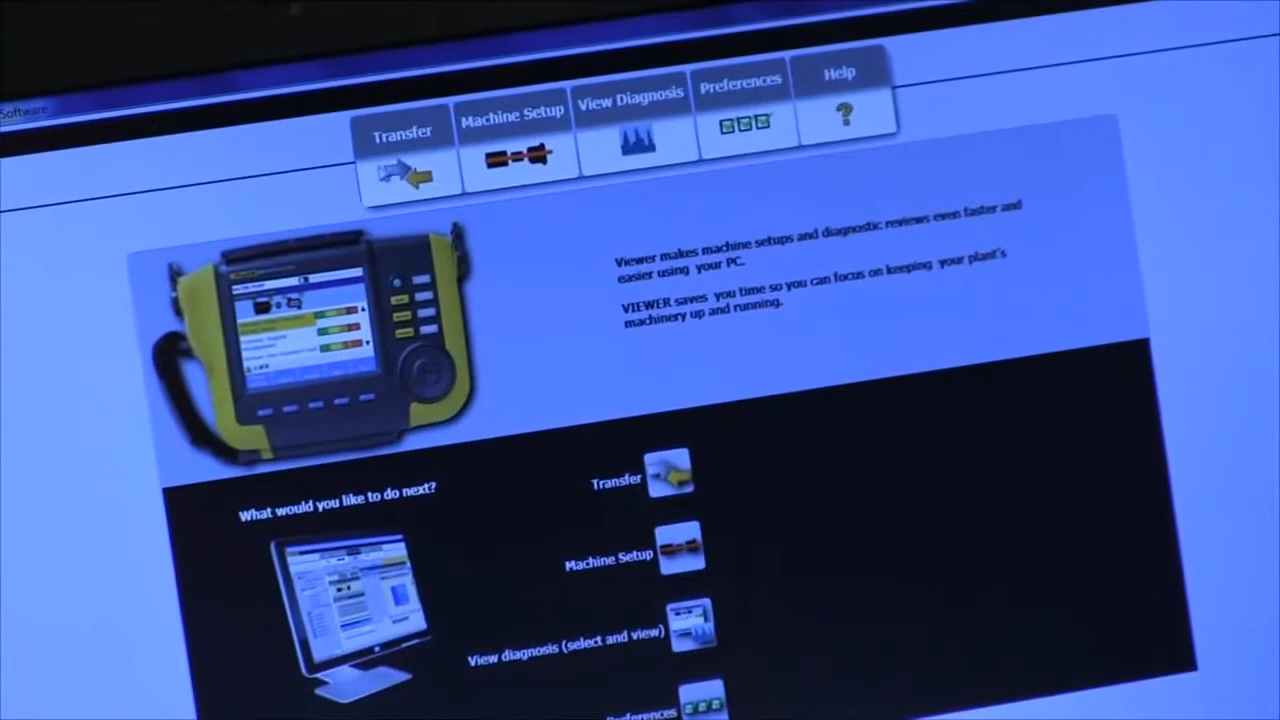 Software
Transfer
Machine Setup
View Diagnosis
Preferences
Help
Viewer makes machine setups and diagnostic reviews even faster and
easier using your PC.
VIEWER saves you time so you can focus on keeping your plant's
machinery up and running.
What would you like to do next?
Transfer
Machine Setup
View diagnosis (select and view)
Preferences